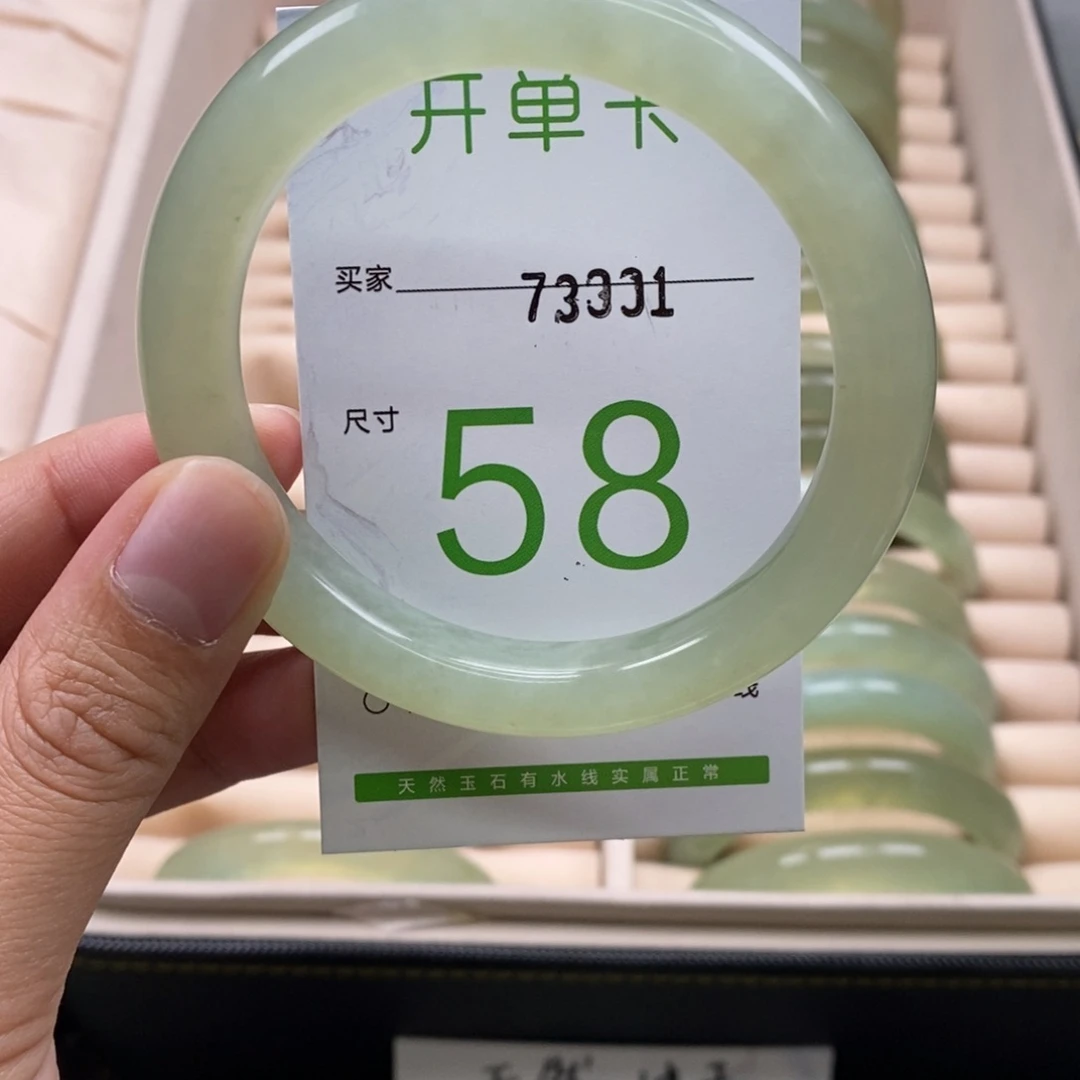 开单卡
买家 73331
尺寸 58
线
天然玉石有水线实属正常